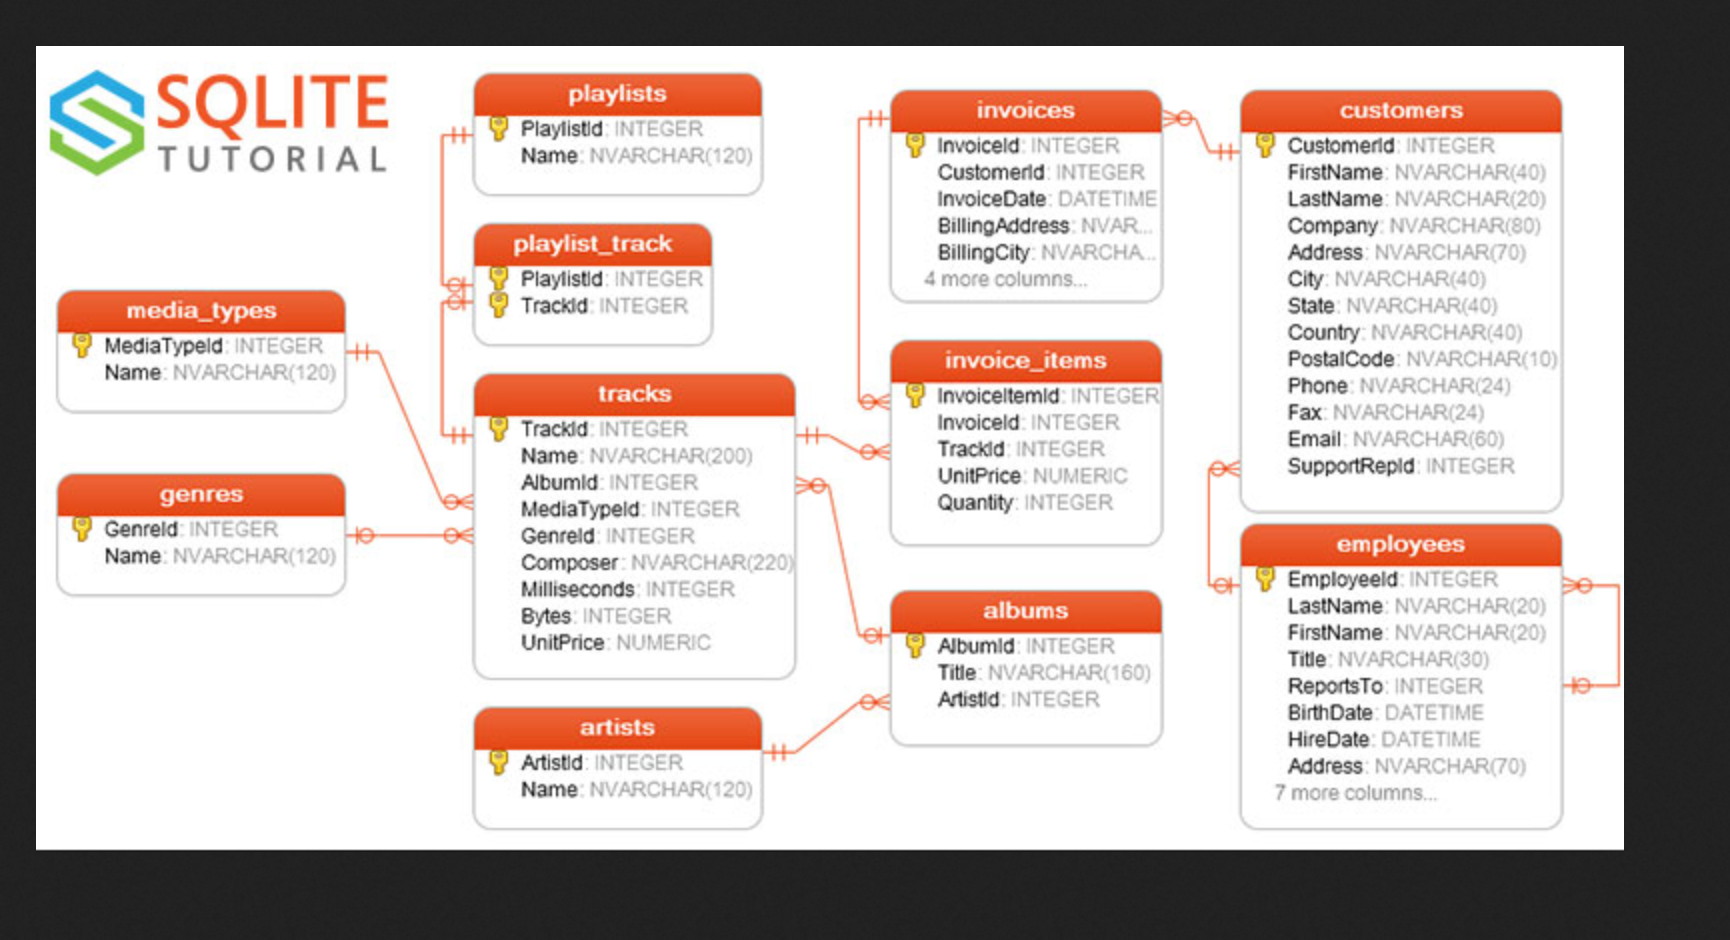 SQLITE
TUTORIAL
playlists
PlaylistId: INTEGER
Name: NVARCHAR(120)
playlist_track
PlaylistId: INTEGER
TrackId: INTEGER
media_types
MediaTypeId: INTEGER
Name: NVARCHAR(120)
genres
GenreId: INTEGER
Name: NVARCHAR(120)
tracks
TrackId: INTEGER
Name: NVARCHAR(200)
AlbumId: INTEGER
MediaTypeId: INTEGER
GenreId: INTEGER
Composer: NVARCHAR(220)
Milliseconds: INTEGER
Bytes: INTEGER
UnitPrice: NUMERIC
artists
ArtistId: INTEGER
Name: NVARCHAR(120)
invoices
InvoiceId: INTEGER
CustomerId: INTEGER
InvoiceDate: DATETIME
BillingAddress: NVAR...
BillingCity: NVARCHA...
4 more columns...
invoice_items
InvoiceItemId: INTEGER
InvoiceId: INTEGER
TrackId: INTEGER
UnitPrice: NUMERIC
Quantity: INTEGER
albums
AlbumId: INTEGER
Title: NVARCHAR(160)
ArtistId: INTEGER
customers
CustomerId: INTEGER
FirstName: NVARCHAR(40)
LastName: NVARCHAR(20)
Company: NVARCHAR(80)
Address: NVARCHAR(70)
City: NVARCHAR(40)
State: NVARCHAR(40)
Country: NVARCHAR(40)
PostalCode: NVARCHAR(10)
Phone: NVARCHAR(24)
Fax: NVARCHAR(24)
Email: NVARCHAR(60)
SupportRepId: INTEGER
employees
EmployeeId: INTEGER
LastName: NVARCHAR(20)
FirstName: NVARCHAR(20)
Title: NVARCHAR(30)
ReportsTo: INTEGER
BirthDate: DATETIME
HireDate: DATETIME
Address: NVARCHAR(70)
7 more columns...